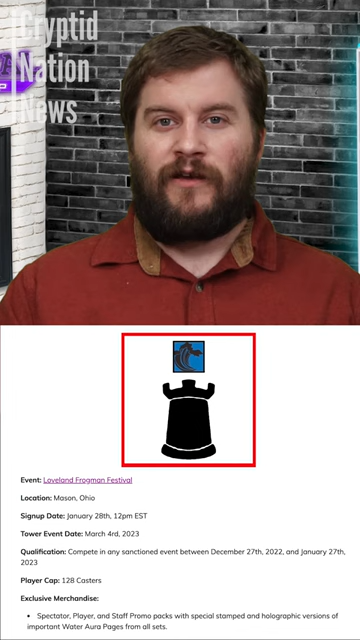 Cryptid
Nation
News
Event: Loveland Frogman Festival
Location: Mason, Ohio
Signup Date: January 28th, 12pm EST
Tower Event Date: March 4rd, 2023
Qualification: Compete in any sanctioned event between December 27th, 2022, and January 27th,
2023
Player Cap: 128 Casters
Exclusive Merchandise:
• Spectator, Player, and Staff Promo packs with special stamped and holographic versions of
important Water Aura Pages from all sets.